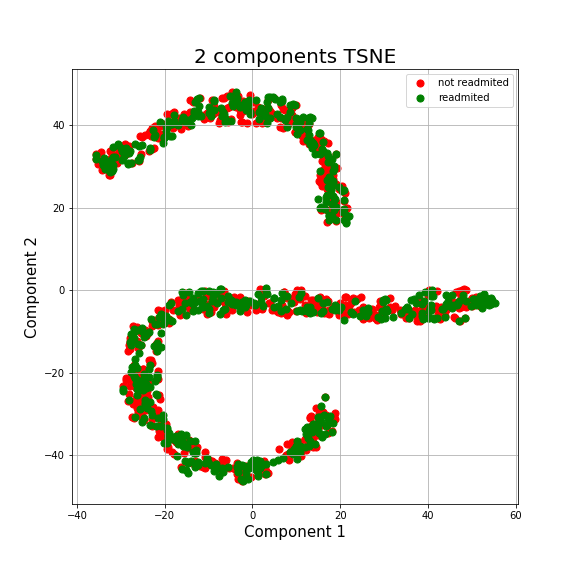 2 components TSNE
not readmited
readmited
40
20
0
−20
−40
Component 2
−40
−20
0
20
40
60
Component 1